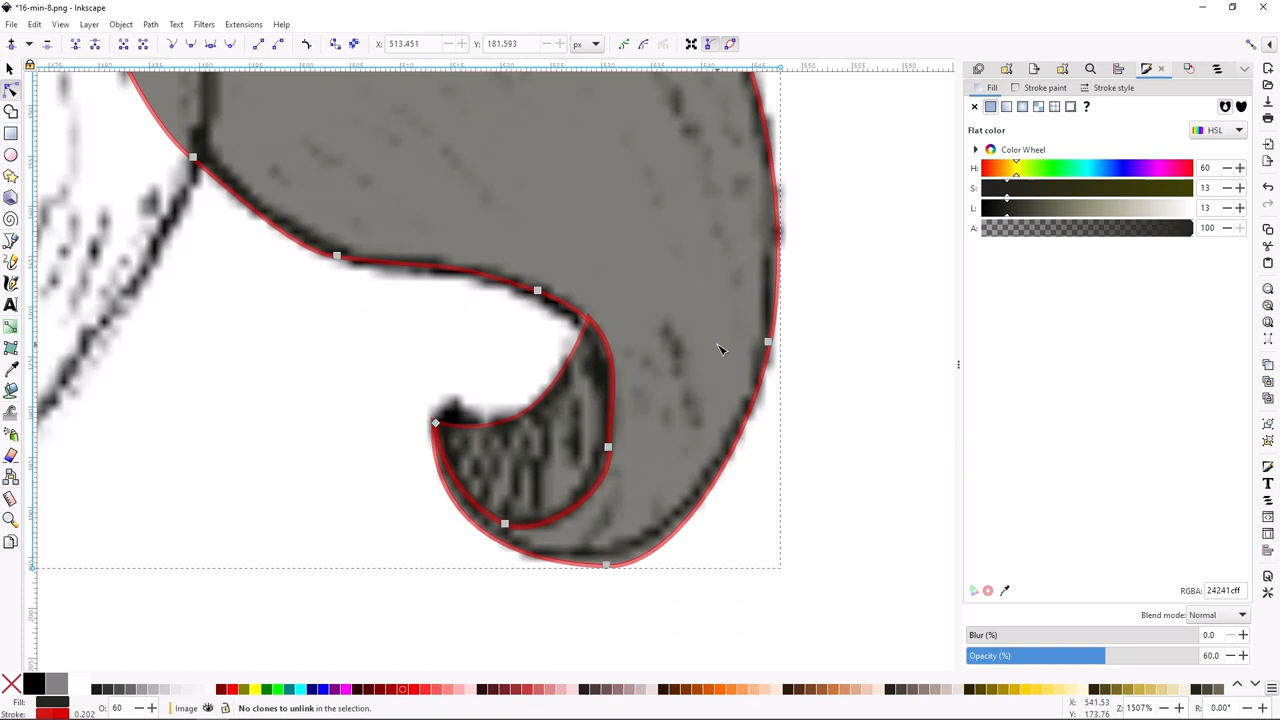 *16-min-8.png - Inkscape
File Edit View Layer Object Path Text Filters Extensions Help
X: 513.451 Y: 181.593 px
Fill Stroke paint Stroke style
?
Flat color HSL
Color Wheel
H: 60
S: 13
L: 13
A: 100
RGBA: 24241cff
Blend mode: Normal
Blur (%) 0.0
Opacity (%) 60.0
Fill:
Stroke: 0.202 O: 60 Image No clones to unlink in the selection. X: 541.53 Y: 173.76 Z: 1507% R: 0.00°